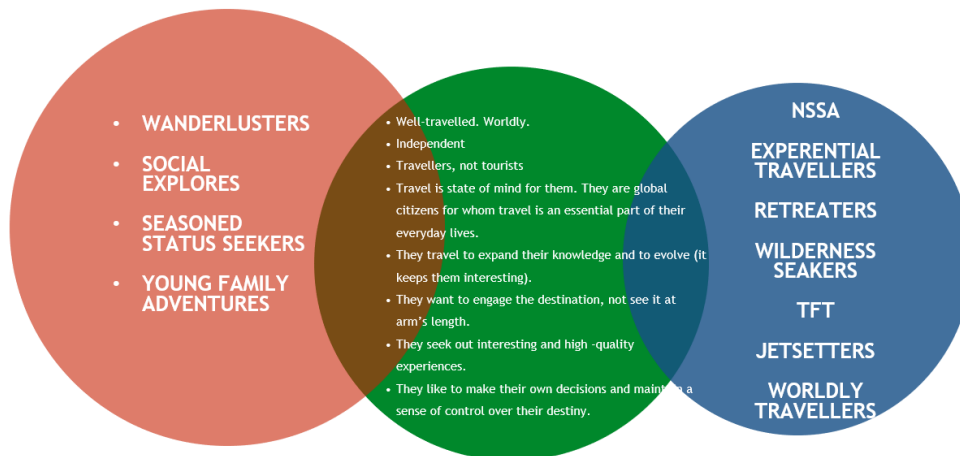 • WANDERLUSTERS
• SOCIAL
EXPLORES
• SEASONED
STATUS SEEKERS
• YOUNG FAMILY
ADVENTURES
• Well-travelled. Worldly.
• Independent
• Travellers, not tourists
• Travel is state of mind for them. They are global
citizens for whom travel is an essential part of their
everyday lives.
• They travel to expand their knowledge and to evolve (it
keeps them interesting).
• They want to engage the destination, not see it at
arm's length.
• They seek out interesting and high -quality
experiences.
• They like to make their own decisions and maintain a
sense of control over their destiny.
NSSA
EXPERENTIAL
TRAVELLERS
RETREATERS
WILDERNESS
SEAKERS
TFT
JETSETTERS
WORLDLY
TRAVELLERS